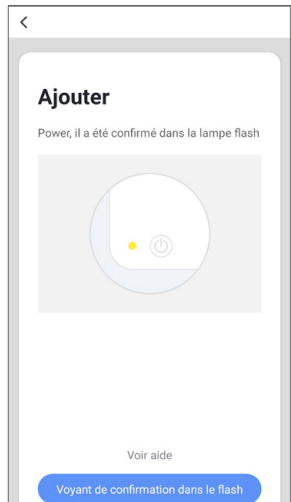 Ajouter
Power, il a été confirmé dans la lampe flash
Voir aide
Voyant de confirmation dans le flash